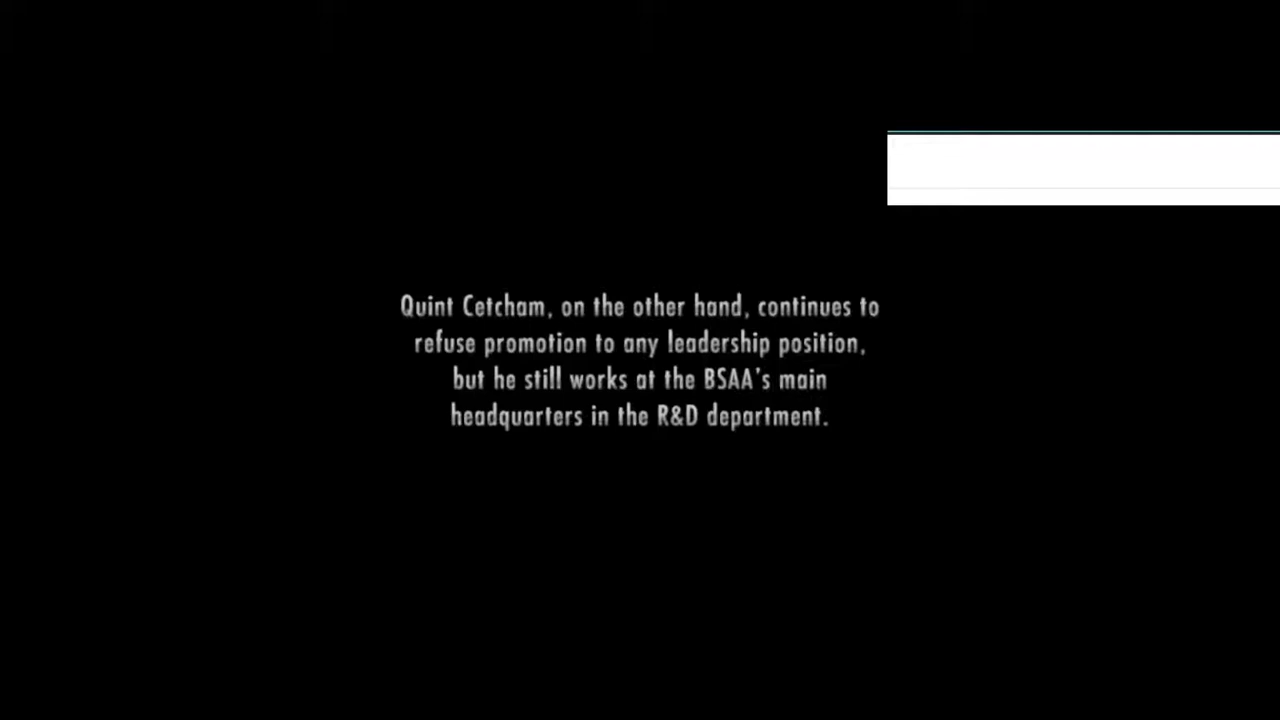 Quint Cetcham, on the other hand, continues to
refuse promotion to any leadership position,
but he still works at the BSAA's main
headquarters in the R&D department.